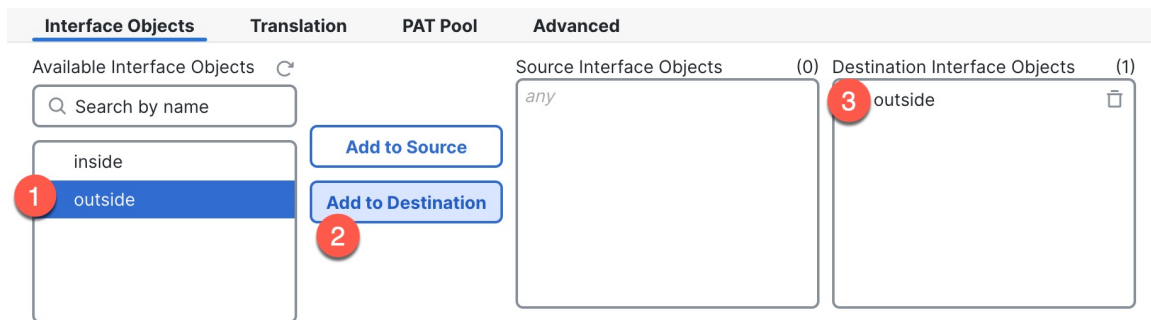 Interface Objects Translation PAT Pool Advanced
Available Interface Objects
Search by name
inside
1 outside
Add to Source
Add to Destination
2
Source Interface Objects (0)
any
Destination Interface Objects (1)
3 outside